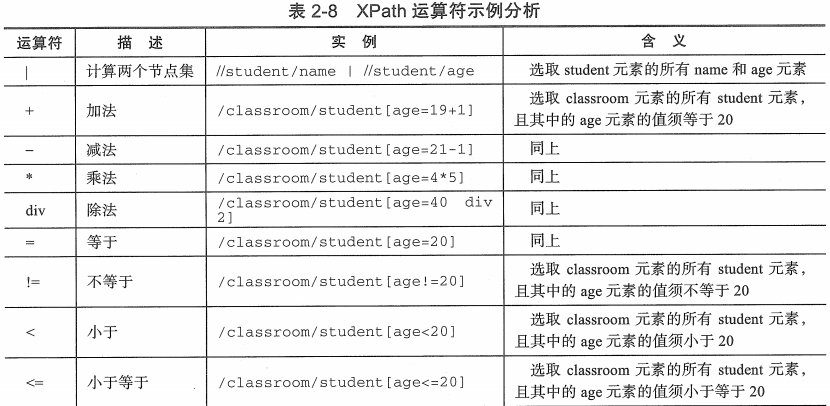 表 2-8 XPath 运算符示例分析
运算符 描 述 实 例 含 义
| 计算两个节点集 //student/name | //student/age 选取 student 元素的所有 name 和 age 元素
+ 加法 /classroom/student[age=19+1] 选取 classroom 元素的所有 student 元素，
且其中的 age 元素的值须等于 20
− 减法 /classroom/student[age=21-1] 同上
* 乘法 /classroom/student[age=4*5] 同上
div 除法 /classroom/student[age=40 div
2] 同上
= 等于 /classroom/student[age=20] 同上
!= 不等于 /classroom/student[age!=20] 选取 classroom 元素的所有 student 元素，
且其中的 age 元素的值须不等于 20
< 小于 /classroom/student[age<20] 选取 classroom 元素的所有 student 元素，
且其中的 age 元素的值须小于 20
<= 小于等于 /classroom/student[age<=20] 选取 classroom 元素的所有 student 元素，
且其中的 age 元素的值须小于等于 20